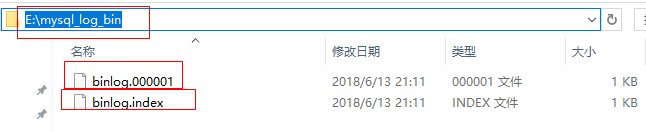 E:\mysql_log_bin
名称 修改日期 类型 大小
binlog.000001 2018/6/13 21:11 000001 文件 1 KB
binlog.index 2018/6/13 21:11 INDEX 文件 1 KB